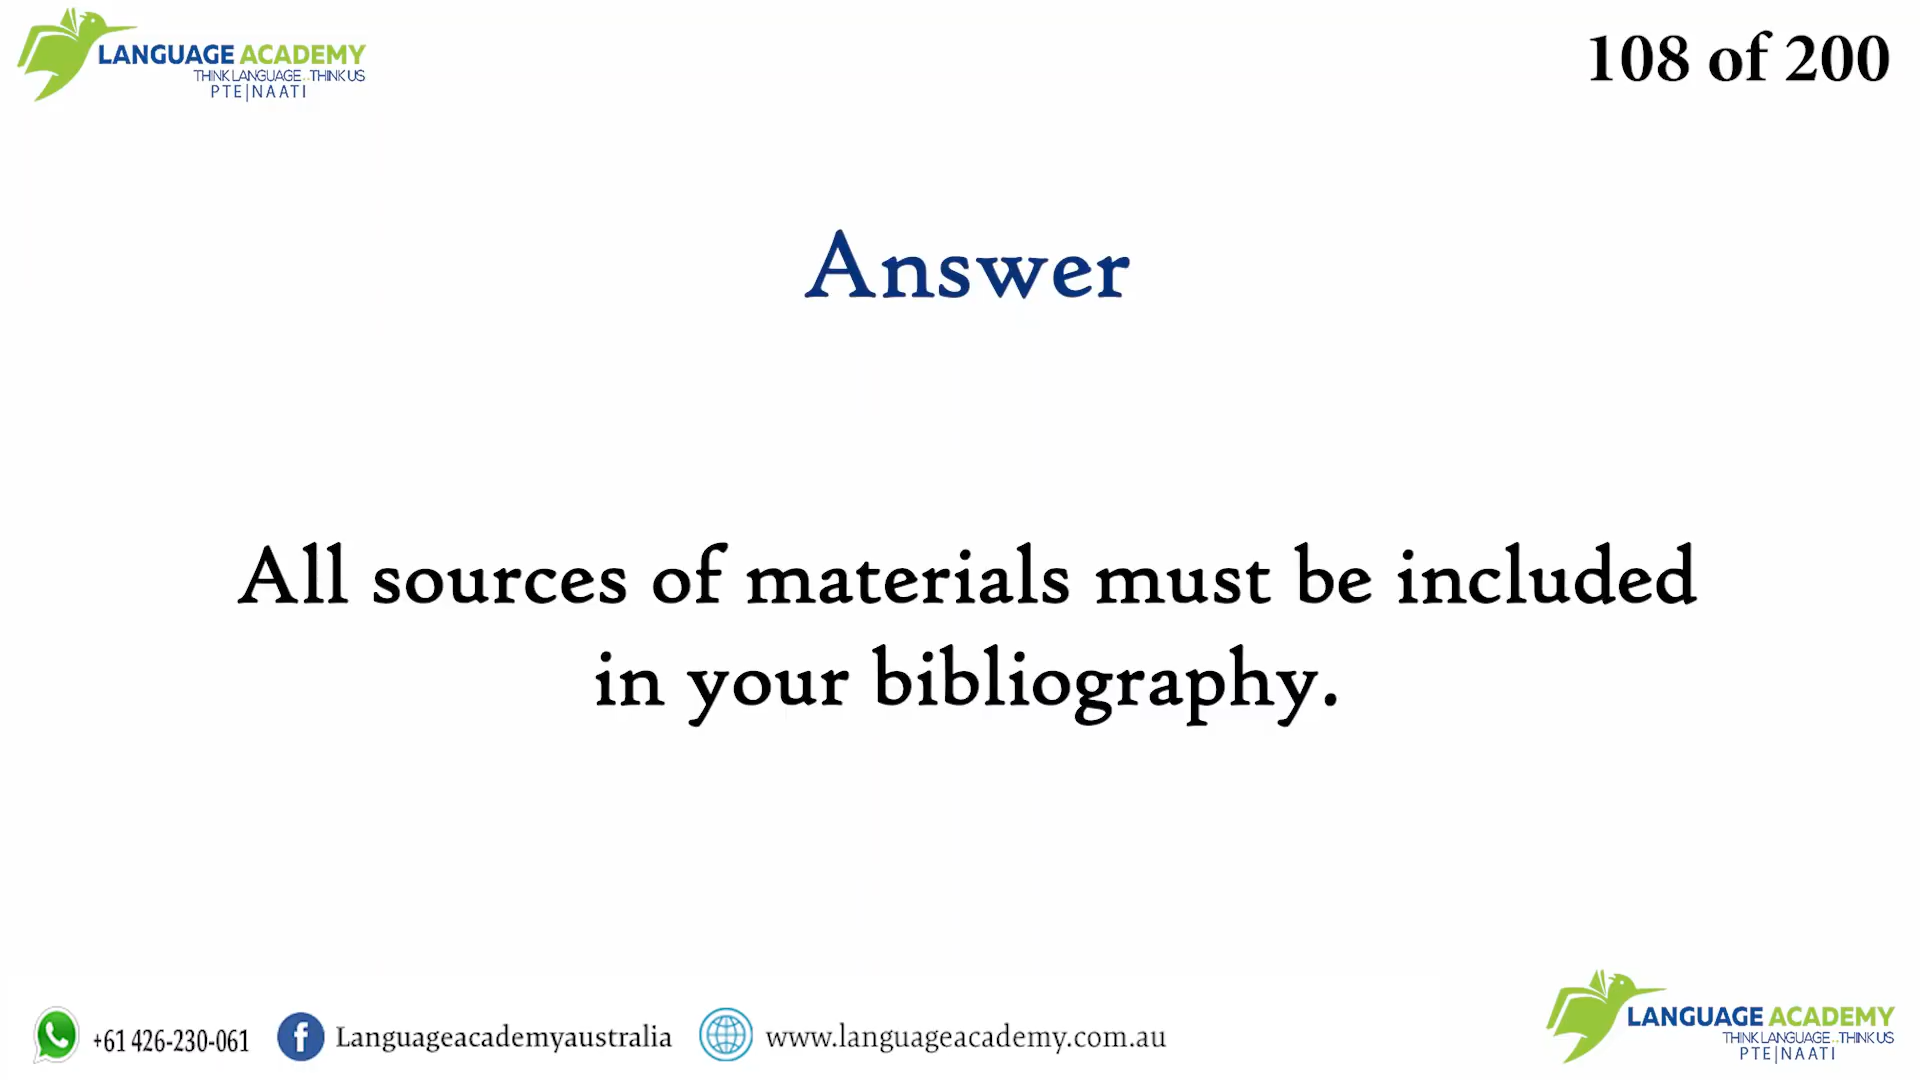 LANGUAGE ACADEMY
THINK LANGUAGE..THINK US
PTE|NAATI
108 of 200
Answer
All sources of materials must be included
in your bibliography.
+61 426-230-061
Languageacademyaustralia
www.languageacademy.com.au
LANGUAGE ACADEMY
THINK LANGUAGE..THINK US
PTE|NAATI